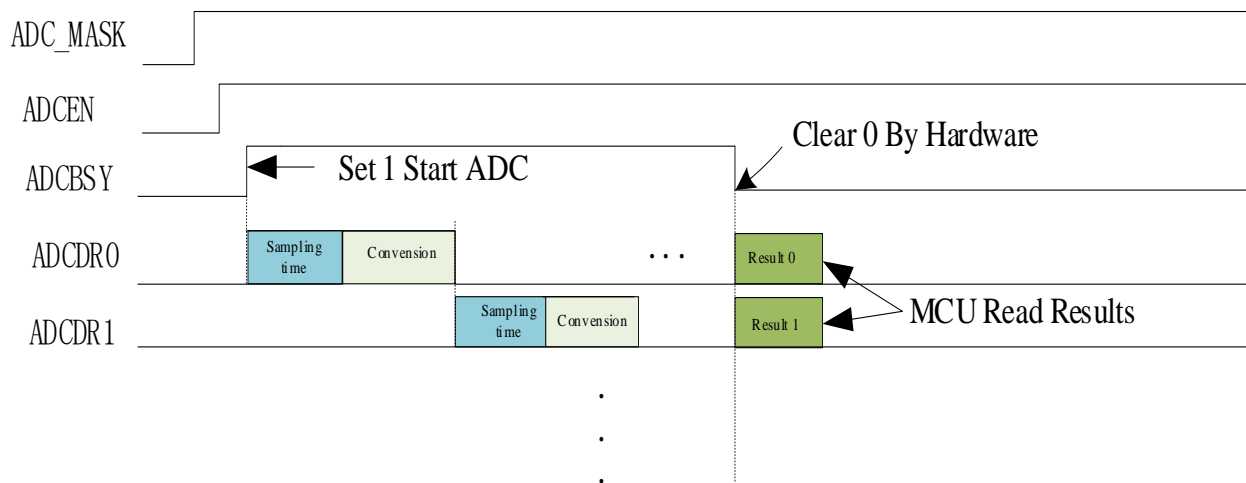 ADC_MASK
ADCEN
Clear 0 By Hardware
ADCBSY
Set 1 Start ADC
ADCDR0
Sampling
time
Convension
...
Result 0
MCU Read Results
ADCDR1
Sampling
time
Convension
Result 1